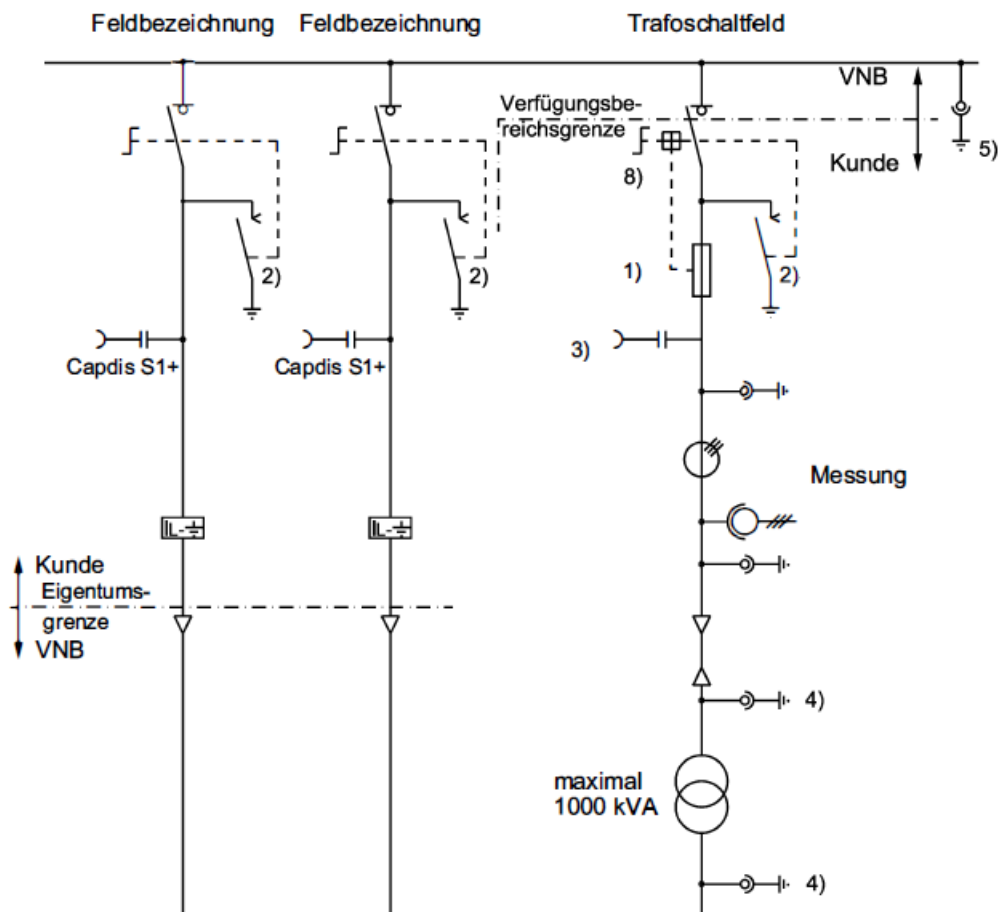 Feldbezeichnung
Feldbezeichnung
Trafoschaltfeld
VNB
Verfügungsbe-
reichsgrenze
Kunde
5)
8)
2)
2)
1)
2)
3)
Capdis S1+
Capdis S1+
Messung
Kunde
Eigentums-
grenze
VNB
4)
maximal
1000 kVA
4)